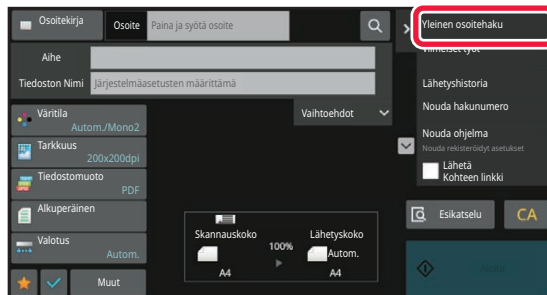 Osoitekirja
Osoite
Paina ja syötä osoite
Yleinen osoitehaku
Viimeiset työt
Aihe
Tiedoston Nimi
Järjestelmäasetusten määrittämä
Lähetyshistoria
Nouda hakunumero
Väritila
Autom./Mono2
Vaihtoehdot
Nouda ohjelma
Nouda rekisteröidyt asetukset
Tarkkuus
200x200dpi
Lähetä
Kohteen linkki
Tiedostomuoto
PDF
Alkuperäinen
Esikatselu
CA
Skannauskoko
Lähetyskoko
100%
Autom.
A4
A4
Valotus
Autom.
Muut
Aloita